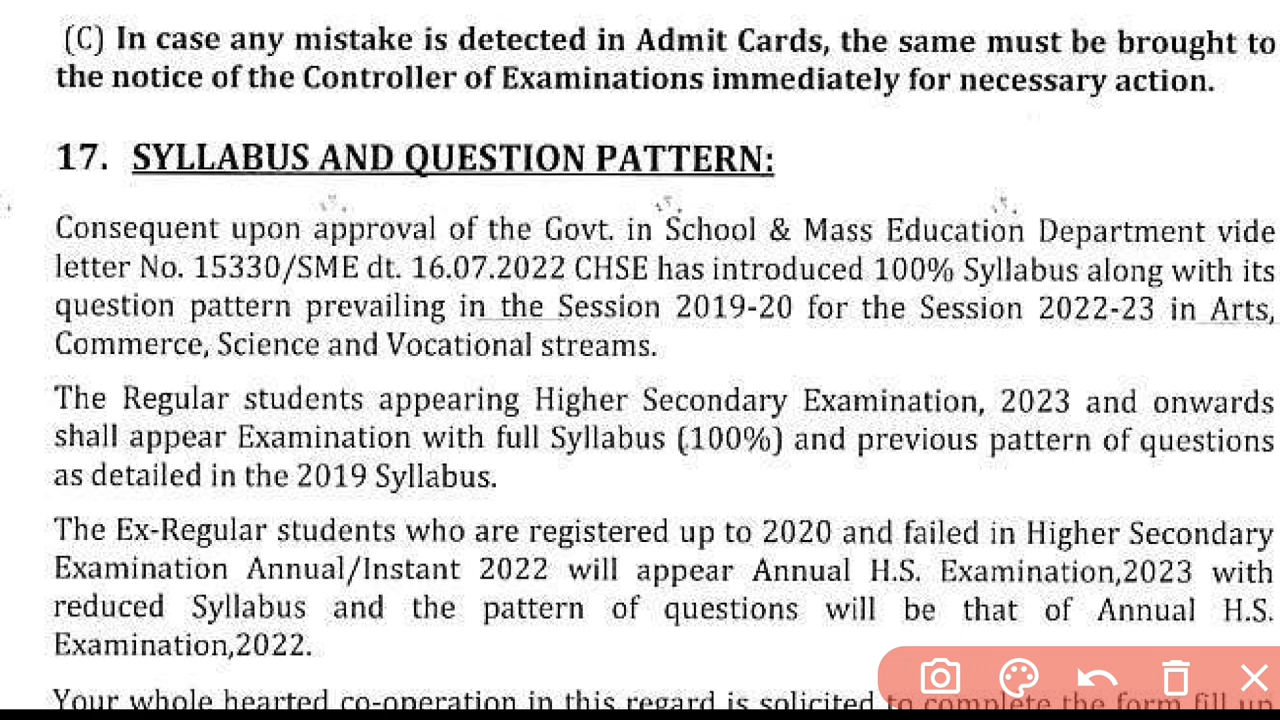 (C) In case any mistake is detected in Admit Cards, the same must be brought to
the notice of the Controller of Examinations immediately for necessary action.
17. SYLLABUS AND QUESTION PATTERN:
Consequent upon approval of the Govt. in School & Mass Education Department vide
letter No. 15330/SME dt. 16.07.2022 CHSE has introduced 100% Syllabus along with its
question pattern prevailing in the Session 2019-20 for the Session 2022-23 in Arts,
Commerce, Science and Vocational streams.
The Regular students appearing Higher Secondary Examination, 2023 and onwards
shall appear Examination with full Syllabus (100%) and previous pattern of questions
as detailed in the 2019 Syllabus.
The Ex-Regular students who are registered up to 2020 and failed in Higher Secondary
Examination Annual/Instant 2022 will appear Annual H.S. Examination,2023 with
reduced Syllabus and the pattern of questions will be that of Annual H.S.
Examination,2022.
Your whole hearted co-operation in this regard is solicited to complete the form fill up